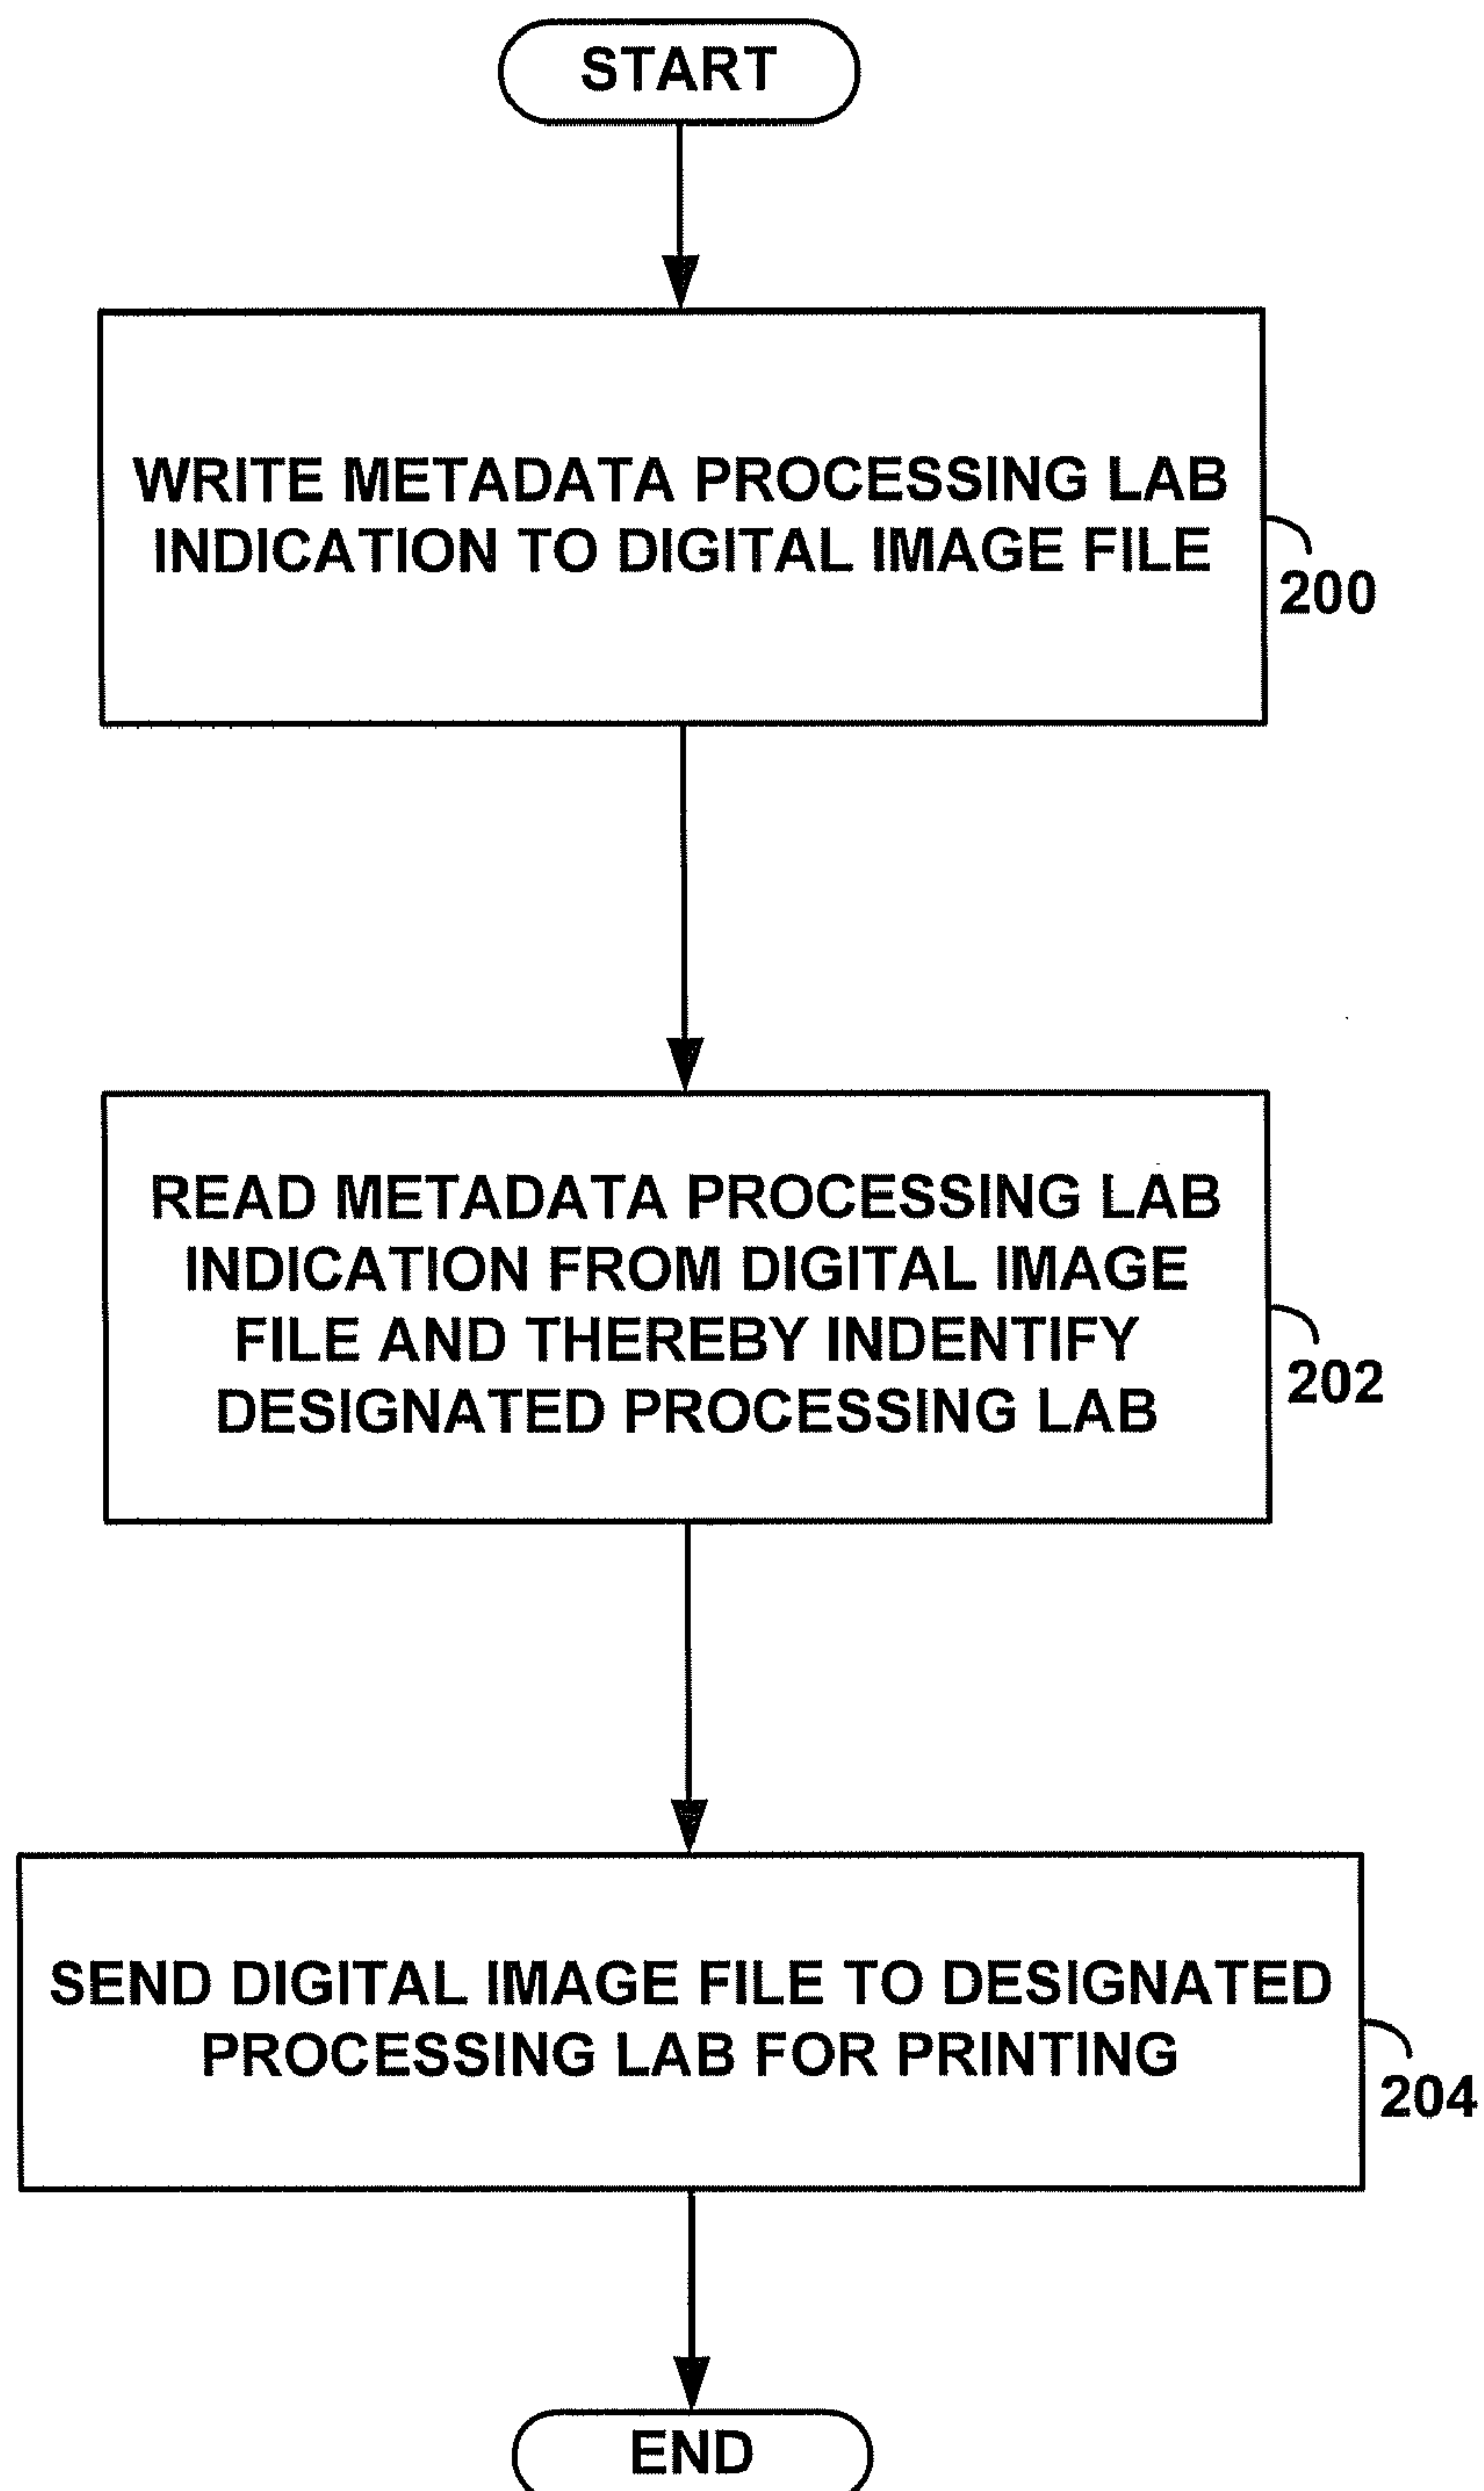 START
WRITE METADATA PROCESSING LAB
INDICATION TO DIGITAL IMAGE FILE
200
READ METADATA PROCESSING LAB
INDICATION FROM DIGITAL IMAGE
FILE AND THEREBY INDENTIFY
DESIGNATED PROCESSING LAB
202
SEND DIGITAL IMAGE FILE TO DESIGNATED
PROCESSING LAB FOR PRINTING
204
END